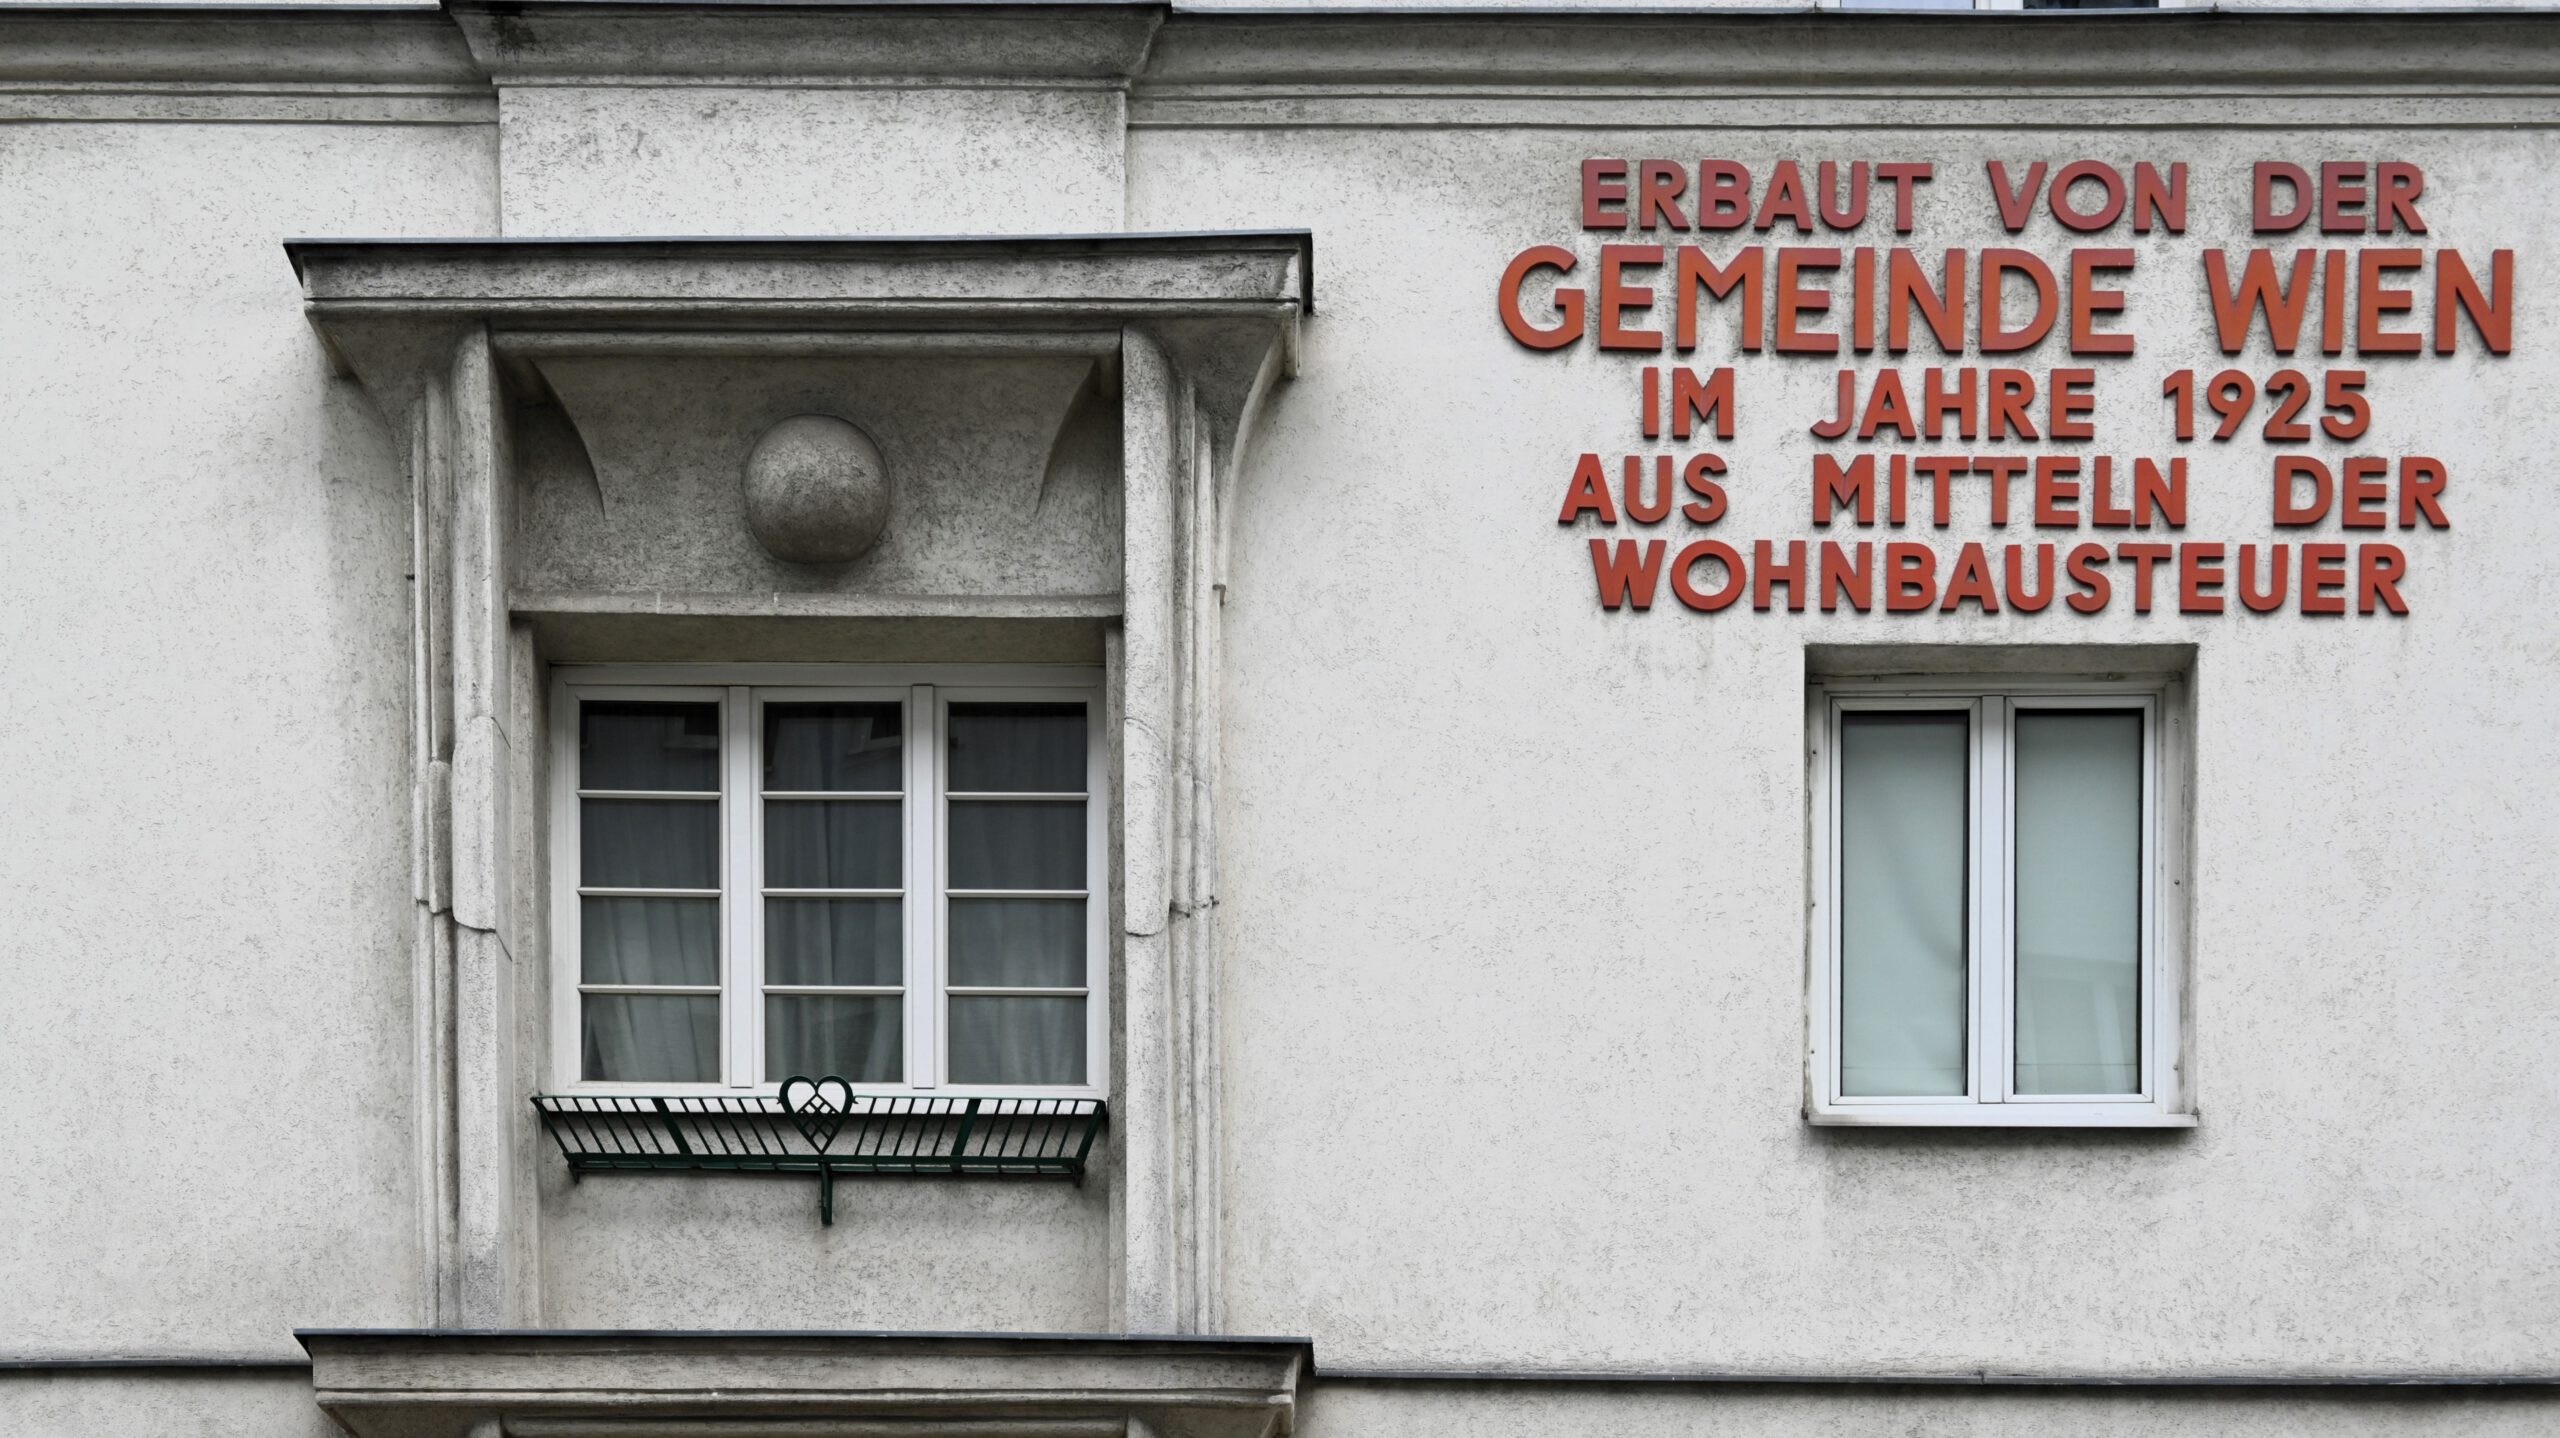 ERBAUT VON DER
GEMEINDE WIEN
IM JAHRE 1925
AUS MITTELN DER
WOHNBAUSTEUER